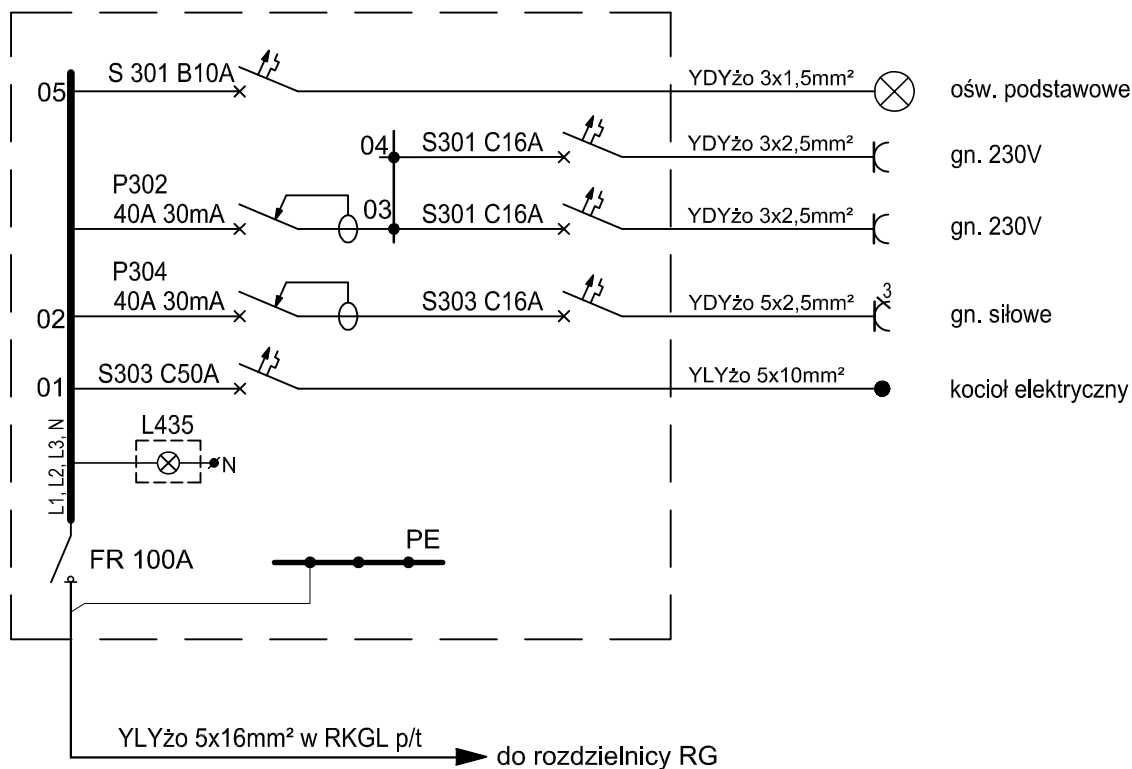 05 S 301 B10A YDYżo 3x1,5mm² ośw. podstawowe
04 S301 C16A YDYżo 3x2,5mm² gn. 230V
P302
40A 30mA 03 S301 C16A YDYżo 3x2,5mm² gn. 230V
P304
02 40A 30mA S303 C16A YDYżo 5x2,5mm² 3 gn. siłowe
01 S303 C50A YLYżo 5x10mm² kocioł elektryczny
L435
L1, L2, L3, N
N
FR 100A
PE
YLYżo 5x16mm² w RKGL p/t
do rozdzielnicy RG